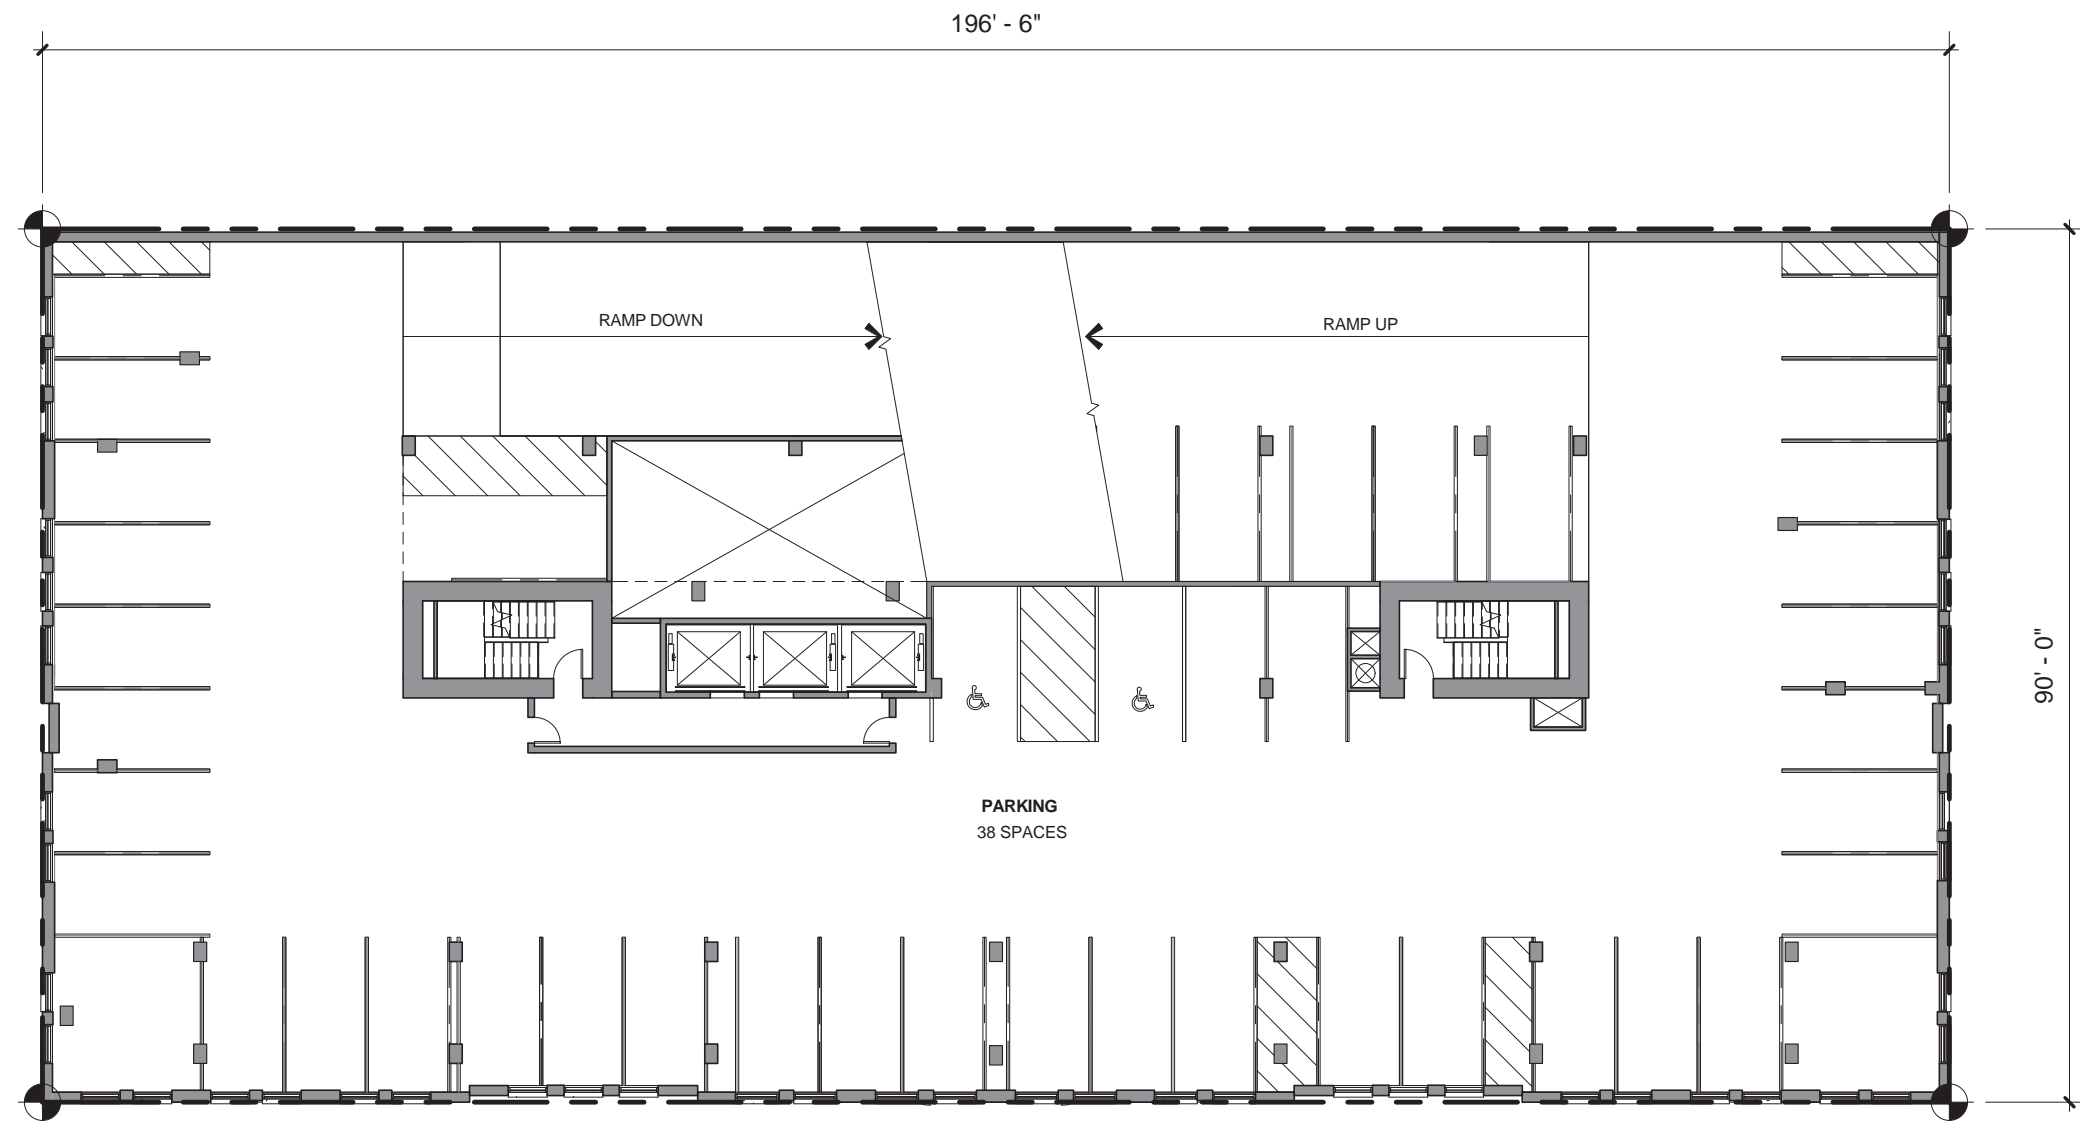 196' - 6"
RAMP DOWN
RAMP UP
90' - 0"
PARKING
38 SPACES